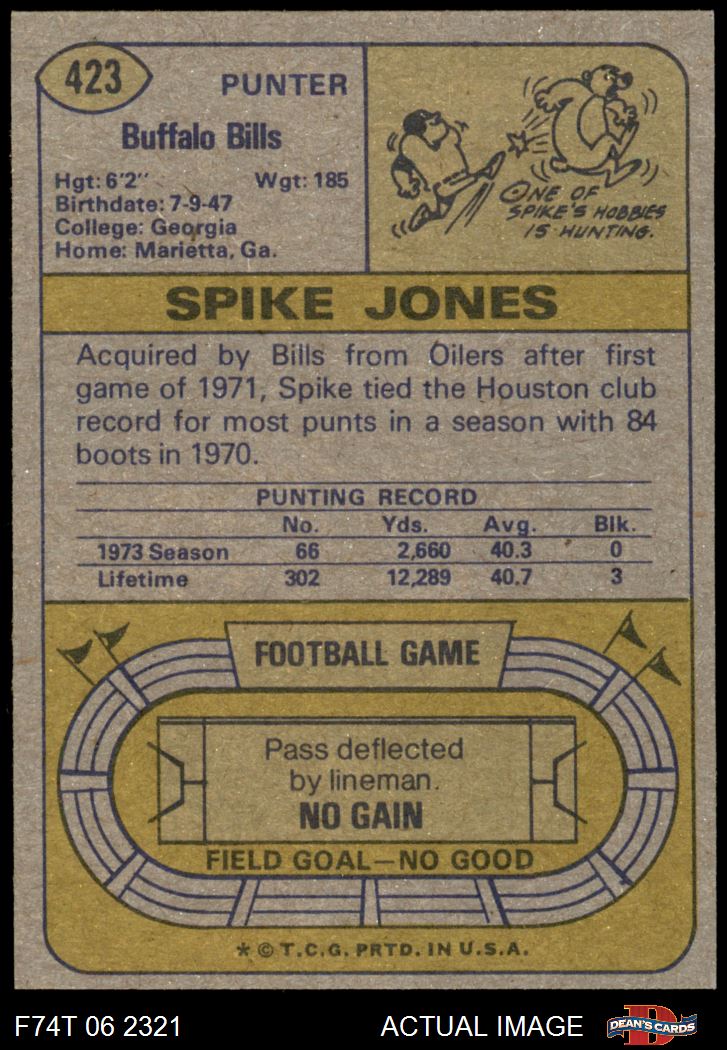 423
PUNTER
Buffalo Bills
Hgt: 6'2" Wgt: 185
Birthdate: 7-9-47
College: Georgia
Home: Marietta, Ga.
ONE OF
SPIKE'S HOBBIES
IS HUNTING.
SPIKE JONES
Acquired by Bills from Oilers after first
game of 1971, Spike tied the Houston club
record for most punts in a season with 84
boots in 1970.
PUNTING RECORD
No. Yds. Avg. Blk.
1973 Season 66 2,660 40.3 0
Lifetime 302 12,289 40.7 3
FOOTBALL GAME
Pass deflected
by lineman.
NO GAIN
FIELD GOAL—NO GOOD
* © T.C.G. PRTD. IN U.S.A.
F74T 06 2321 ACTUAL IMAGE D DEAN'S CARDS